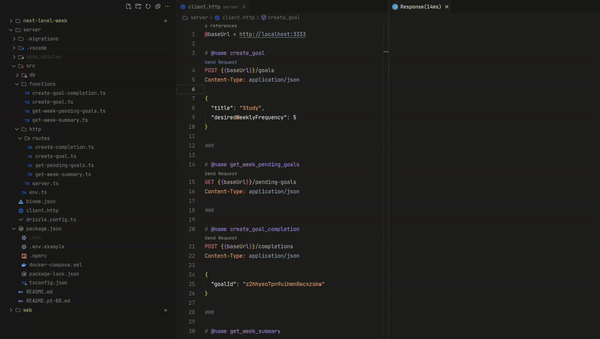 next-level-week
server
.migrations
.vscode
node_modules
src
db
functions
create-goal-completion.ts
create-goal.ts
get-week-pending-goals.ts
get-week-summary.ts
http
routes
create-completion.ts
create-goal.ts
get-pending-goals.ts
get-week-summary.ts
server.ts
env.ts
biome.json
client.http
drizzle.config.ts
package.json
.env
.env.example
.npmrc
docker-compose.yml
package-lock.json
tsconfig.json
README.md
README.pt-BR.md
web
client.http ×
server > client.http > create_goal
4 references
1 @baseUrl = http://localhost:3333
2
3 # @name create_goal
Send Request
4 POST {{baseUrl}}/goals
5 Content-Type: application/json
6
7 {
8 "title": "Study",
9 "desiredWeeklyFrequency": 5
10 }
11
12 ###
13
14 # @name get_week_pending_goals
Send Request
15 GET {{baseUrl}}/pending-goals
16 Content-Type: application/json
17
18 ###
19
20 # @name create_goal_completion
Send Request
21 POST {{baseUrl}}/completions
22 Content-Type: application/json
23
24 {
25 "goalId":
26 }
27
28 ###
29
30 # @name get_week_summary
Response(14ms) ×